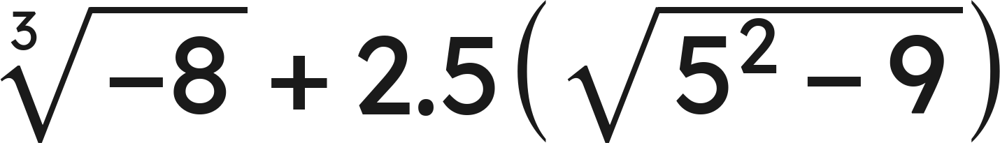 ∛(−8) + 2.5(√(5² − 9))